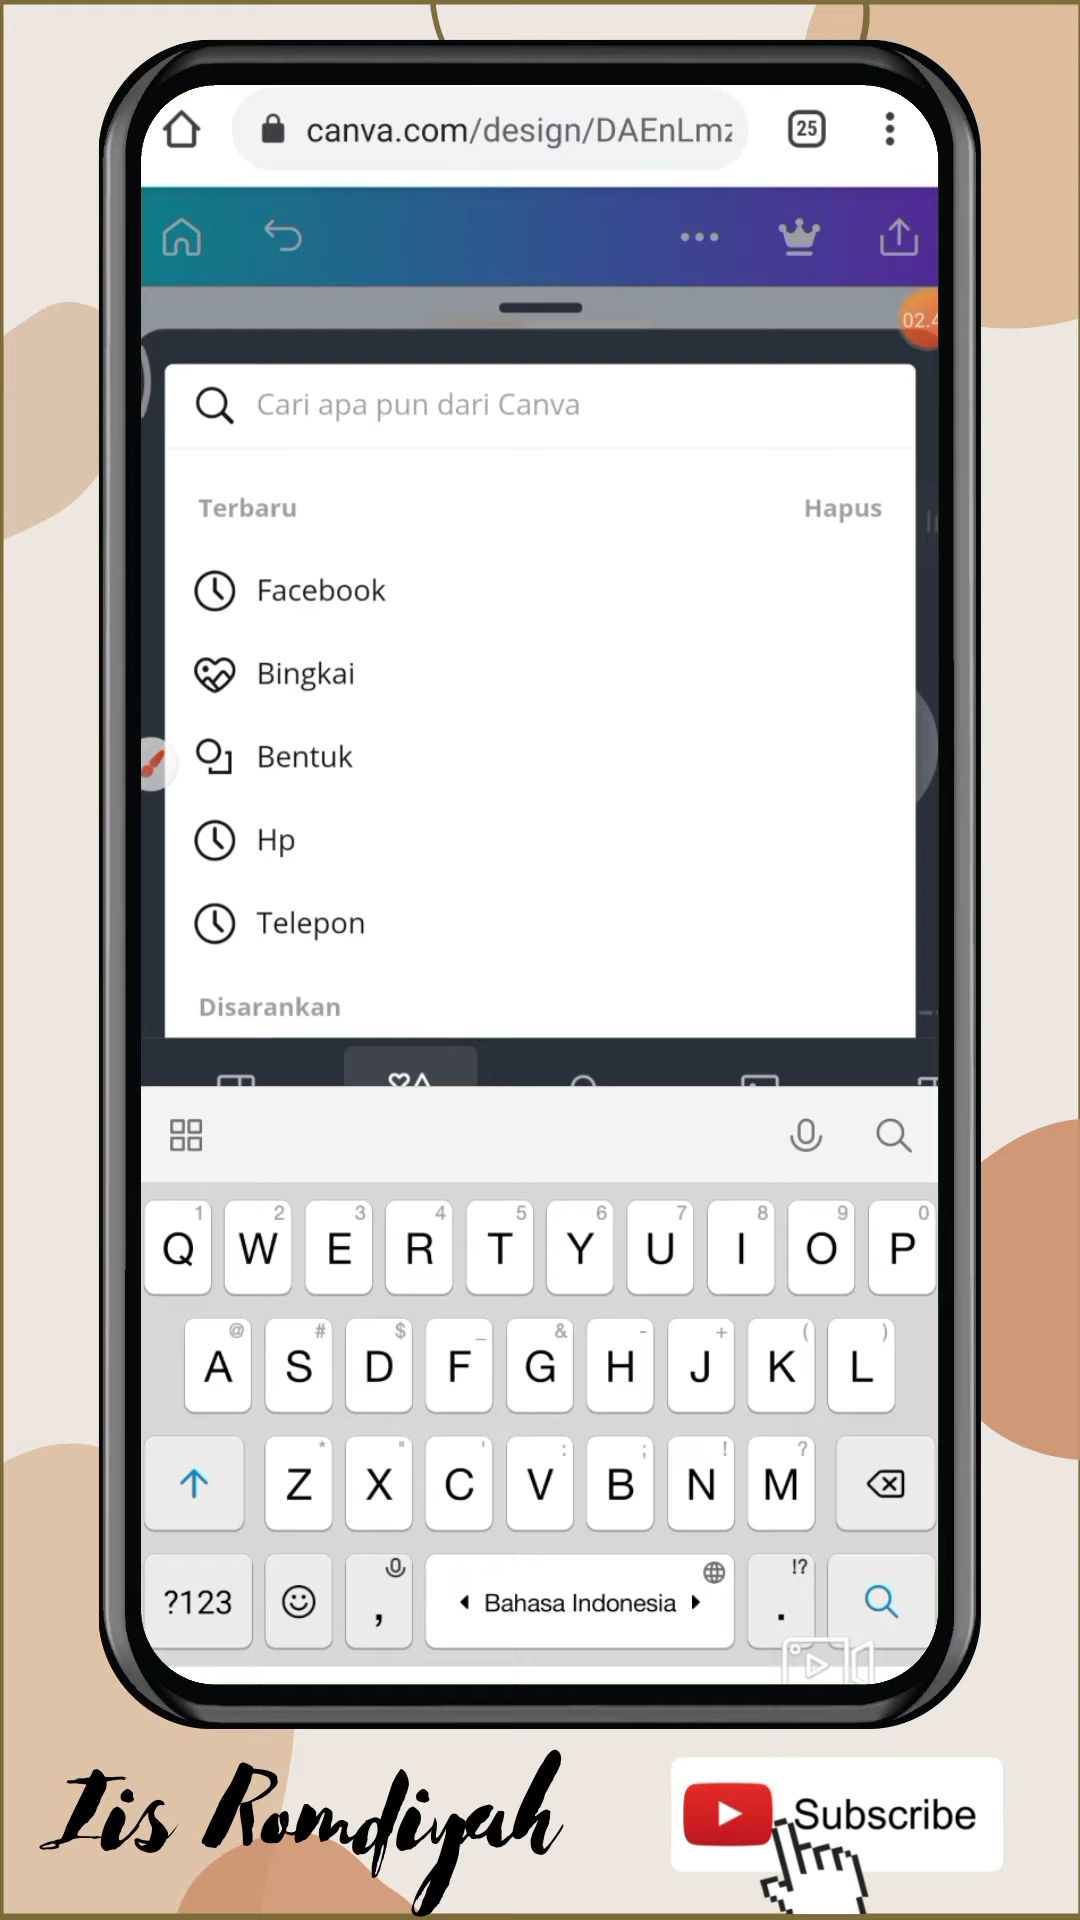 canva.com/design/DAEnLmz
25
02.4
Cari apa pun dari Canva
Terbaru
Hapus
Facebook
Bingkai
Bentuk
Hp
Telepon
Disarankan
1 2 3 4 5 6 7 8 9 0
Q W E R T Y U I O P
@ # $ _ & - + ( )
A S D F G H J K L
* " ' : ; ! ?
Z X C V B N M
!?
?123 , Bahasa Indonesia .
Iis Romdiyah
Subscribe